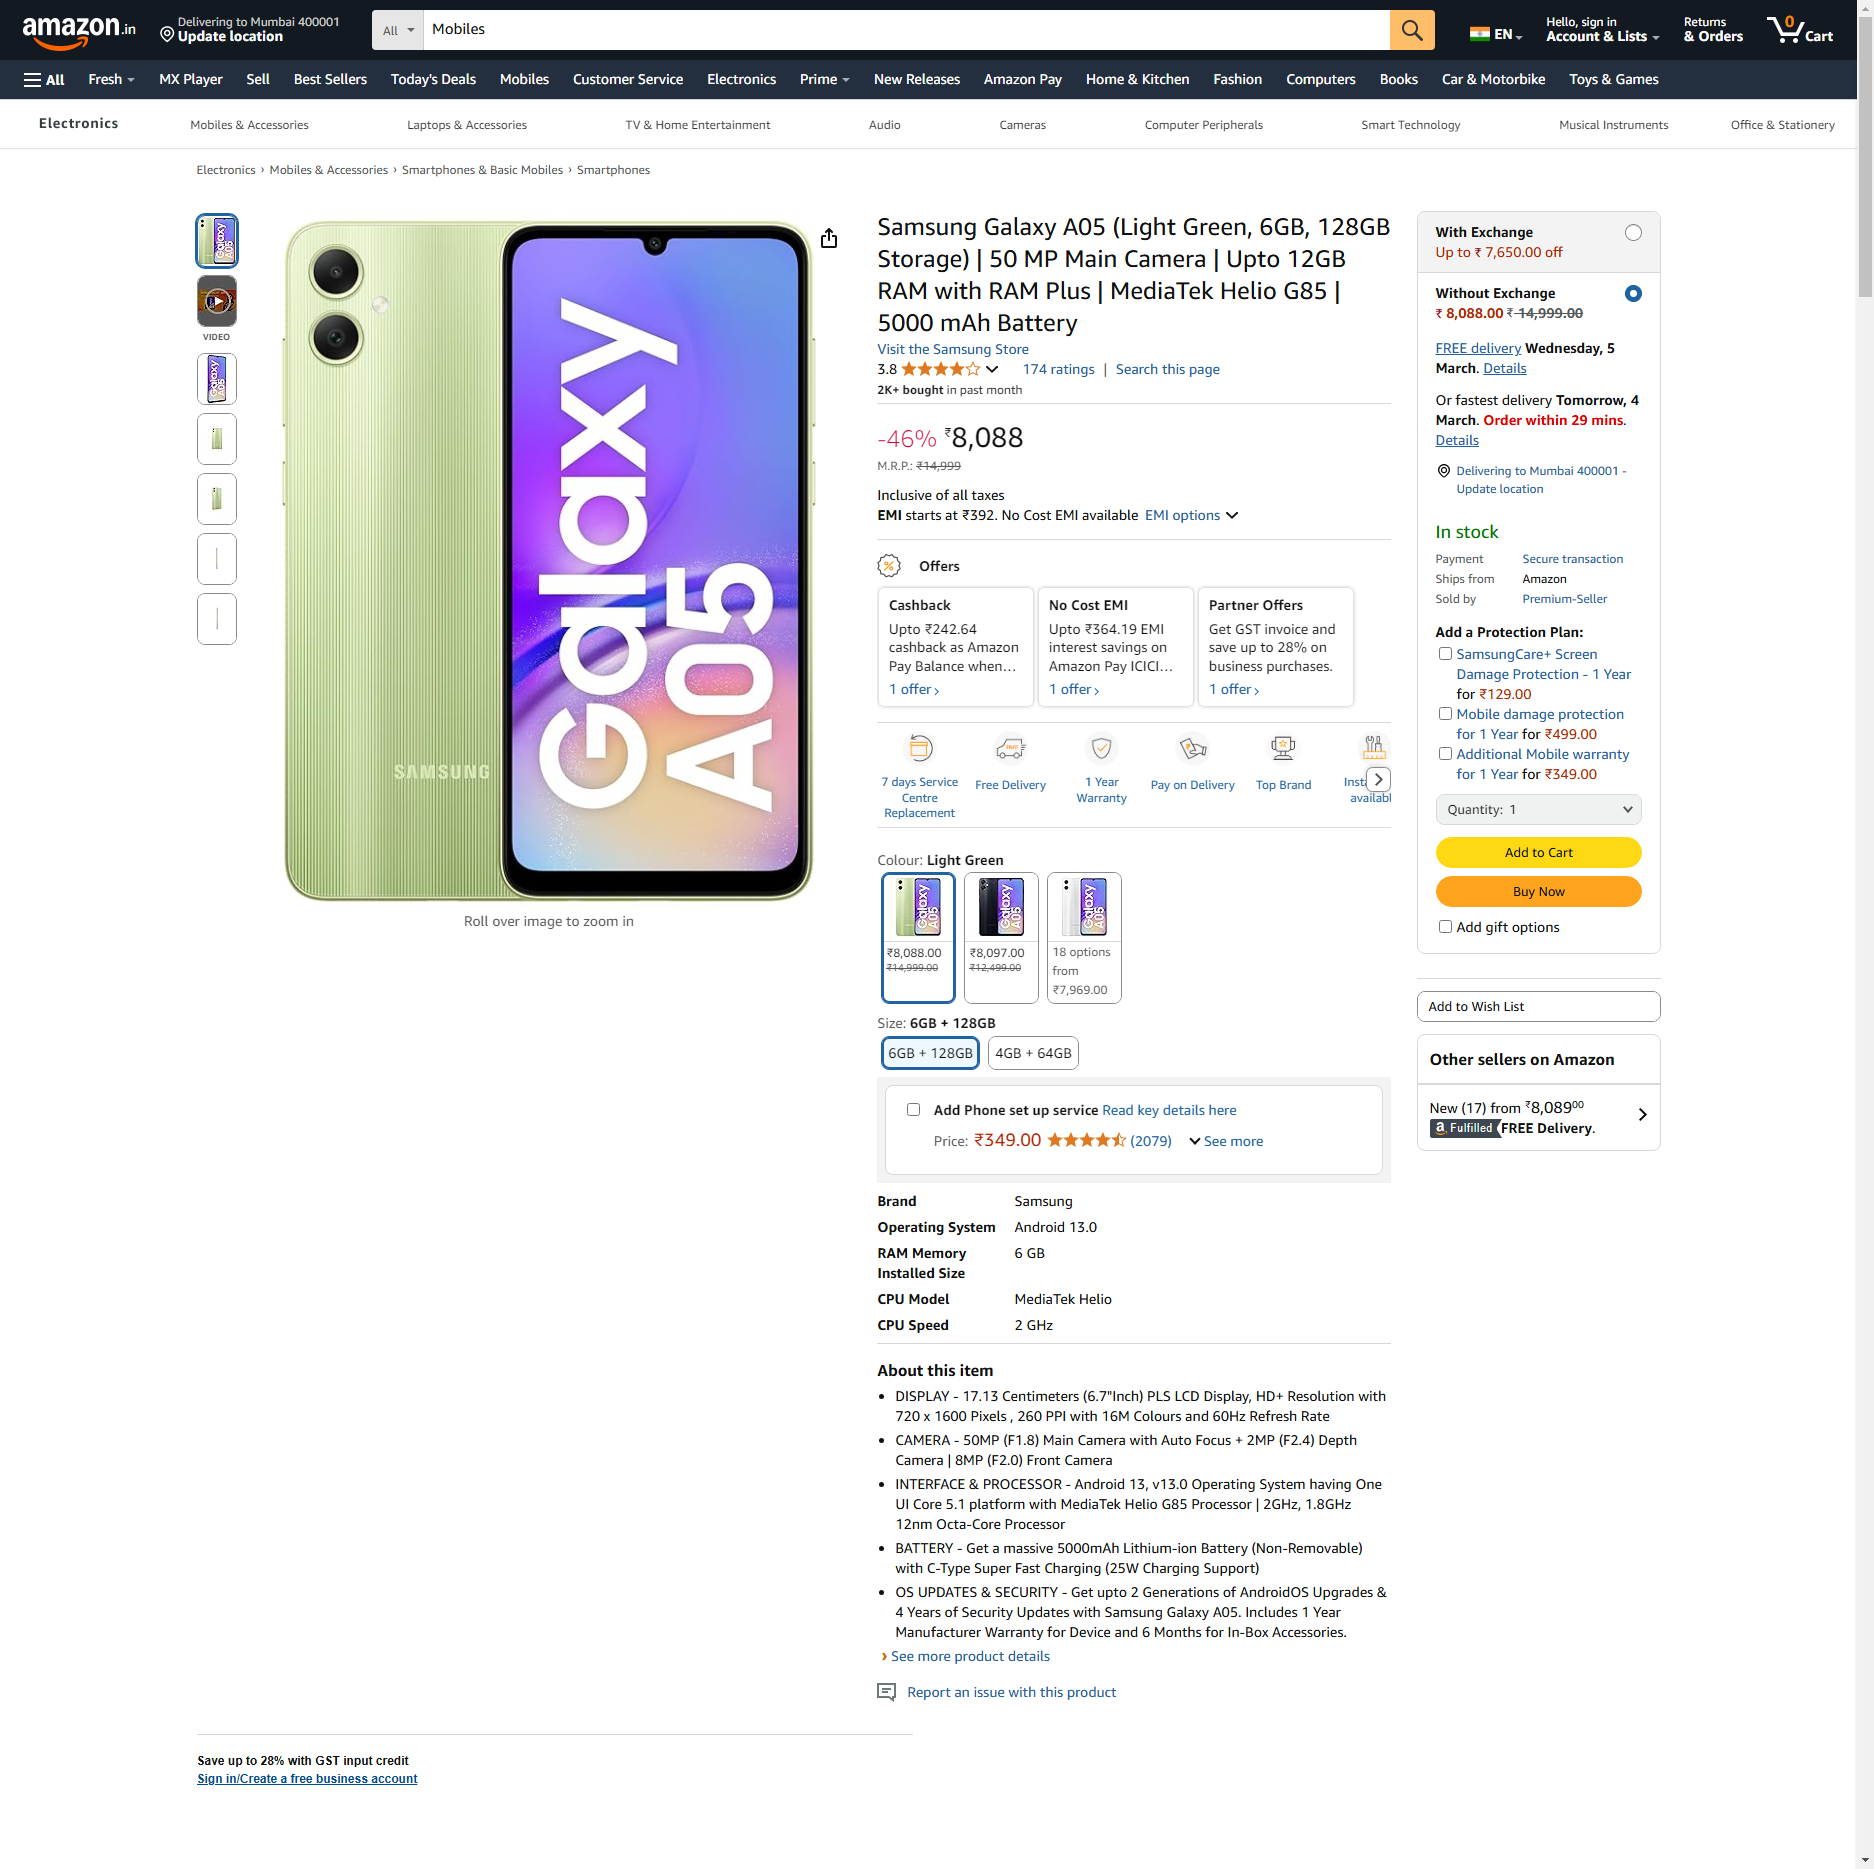 amazon.in
Delivering to Mumbai 400001
Update location
All
Mobiles
EN
Hello, sign in
Account & Lists
Returns
& Orders
0
Cart
All
Fresh
MX Player
Sell
Best Sellers
Today's Deals
Mobiles
Customer Service
Electronics
Prime
New Releases
Amazon Pay
Home & Kitchen
Fashion
Computers
Books
Car & Motorbike
Toys & Games
Electronics
Mobiles & Accessories
Laptops & Accessories
TV & Home Entertainment
Audio
Cameras
Computer Peripherals
Smart Technology
Musical Instruments
Office & Stationery
Electronics › Mobiles & Accessories › Smartphones & Basic Mobiles › Smartphones
Galaxy A05
VIDEO
Galaxy A05
SAMSUNG
Galaxy
A05
Roll over image to zoom in
Samsung Galaxy A05 (Light Green, 6GB, 128GB
Storage) | 50 MP Main Camera | Upto 12GB
RAM with RAM Plus | MediaTek Helio G85 |
5000 mAh Battery
Visit the Samsung Store
3.8
174 ratings | Search this page
2K+ bought in past month
-46% ₹8,088
M.R.P.: ₹14,999
Inclusive of all taxes
EMI starts at ₹392. No Cost EMI available EMI options
Offers
Cashback
Upto ₹242.64
cashback as Amazon
Pay Balance when…
1 offer ›
No Cost EMI
Upto ₹364.19 EMI
interest savings on
Amazon Pay ICICI…
1 offer ›
Partner Offers
Get GST invoice and
save up to 28% on
business purchases.
1 offer ›
7 days Service
Centre
Replacement
FREE
Free Delivery
1 Year
Warranty
Pay on Delivery
Top Brand
Insta
availabl
Colour: Light Green
Galaxy A05
₹8,088.00
₹14,999.00
Galaxy A05
₹8,097.00
₹12,499.00
Galaxy A05
18 options
from
₹7,969.00
Size: 6GB + 128GB
6GB + 128GB
4GB + 64GB
Add Phone set up service Read key details here
Price: ₹349.00 (2079) See more
Brand Samsung
Operating System Android 13.0
RAM Memory 6 GB
Installed Size
CPU Model MediaTek Helio
CPU Speed 2 GHz
About this item
• DISPLAY - 17.13 Centimeters (6.7"Inch) PLS LCD Display, HD+ Resolution with
720 x 1600 Pixels , 260 PPI with 16M Colours and 60Hz Refresh Rate
• CAMERA - 50MP (F1.8) Main Camera with Auto Focus + 2MP (F2.4) Depth
Camera | 8MP (F2.0) Front Camera
• INTERFACE & PROCESSOR - Android 13, v13.0 Operating System having One
UI Core 5.1 platform with MediaTek Helio G85 Processor | 2GHz, 1.8GHz
12nm Octa-Core Processor
• BATTERY - Get a massive 5000mAh Lithium-ion Battery (Non-Removable)
with C-Type Super Fast Charging (25W Charging Support)
• OS UPDATES & SECURITY - Get upto 2 Generations of AndroidOS Upgrades &
4 Years of Security Updates with Samsung Galaxy A05. Includes 1 Year
Manufacturer Warranty for Device and 6 Months for In-Box Accessories.
› See more product details
Report an issue with this product
With Exchange
Up to ₹ 7,650.00 off
Without Exchange
₹ 8,088.00 ₹ 14,999.00
FREE delivery Wednesday, 5
March. Details
Or fastest delivery Tomorrow, 4
March. Order within 29 mins.
Details
Delivering to Mumbai 400001 -
Update location
In stock
Payment Secure transaction
Ships from Amazon
Sold by Premium-Seller
Add a Protection Plan:
SamsungCare+ Screen
Damage Protection - 1 Year
for ₹129.00
Mobile damage protection
for 1 Year for ₹499.00
Additional Mobile warranty
for 1 Year for ₹349.00
Quantity: 1
Add to Cart
Buy Now
Add gift options
Add to Wish List
Other sellers on Amazon
New (17) from ₹8,089.00
a Fulfilled FREE Delivery.
Save up to 28% with GST input credit
Sign in/Create a free business account